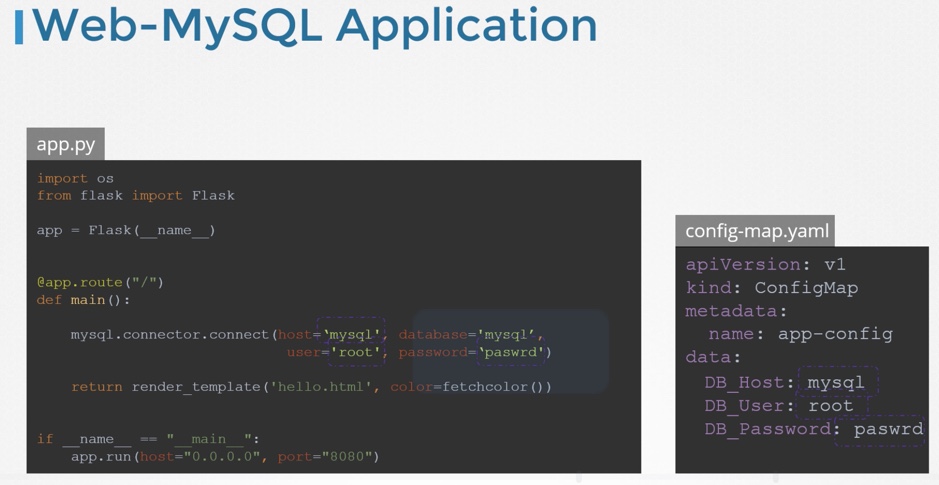 Web-MySQL Application
app.py
import os
from flask import Flask
app = Flask(__name__)
@app.route("/")
def main():
mysql.connector.connect(host='mysql', database='mysql',
user='root', password='paswrd')
return render_template('hello.html', color=fetchcolor())
if __name__ == "__main__":
app.run(host="0.0.0.0", port="8080")
config-map.yaml
apiVersion: v1
kind: ConfigMap
metadata:
name: app-config
data:
DB_Host: mysql
DB_User: root
DB_Password: paswrd